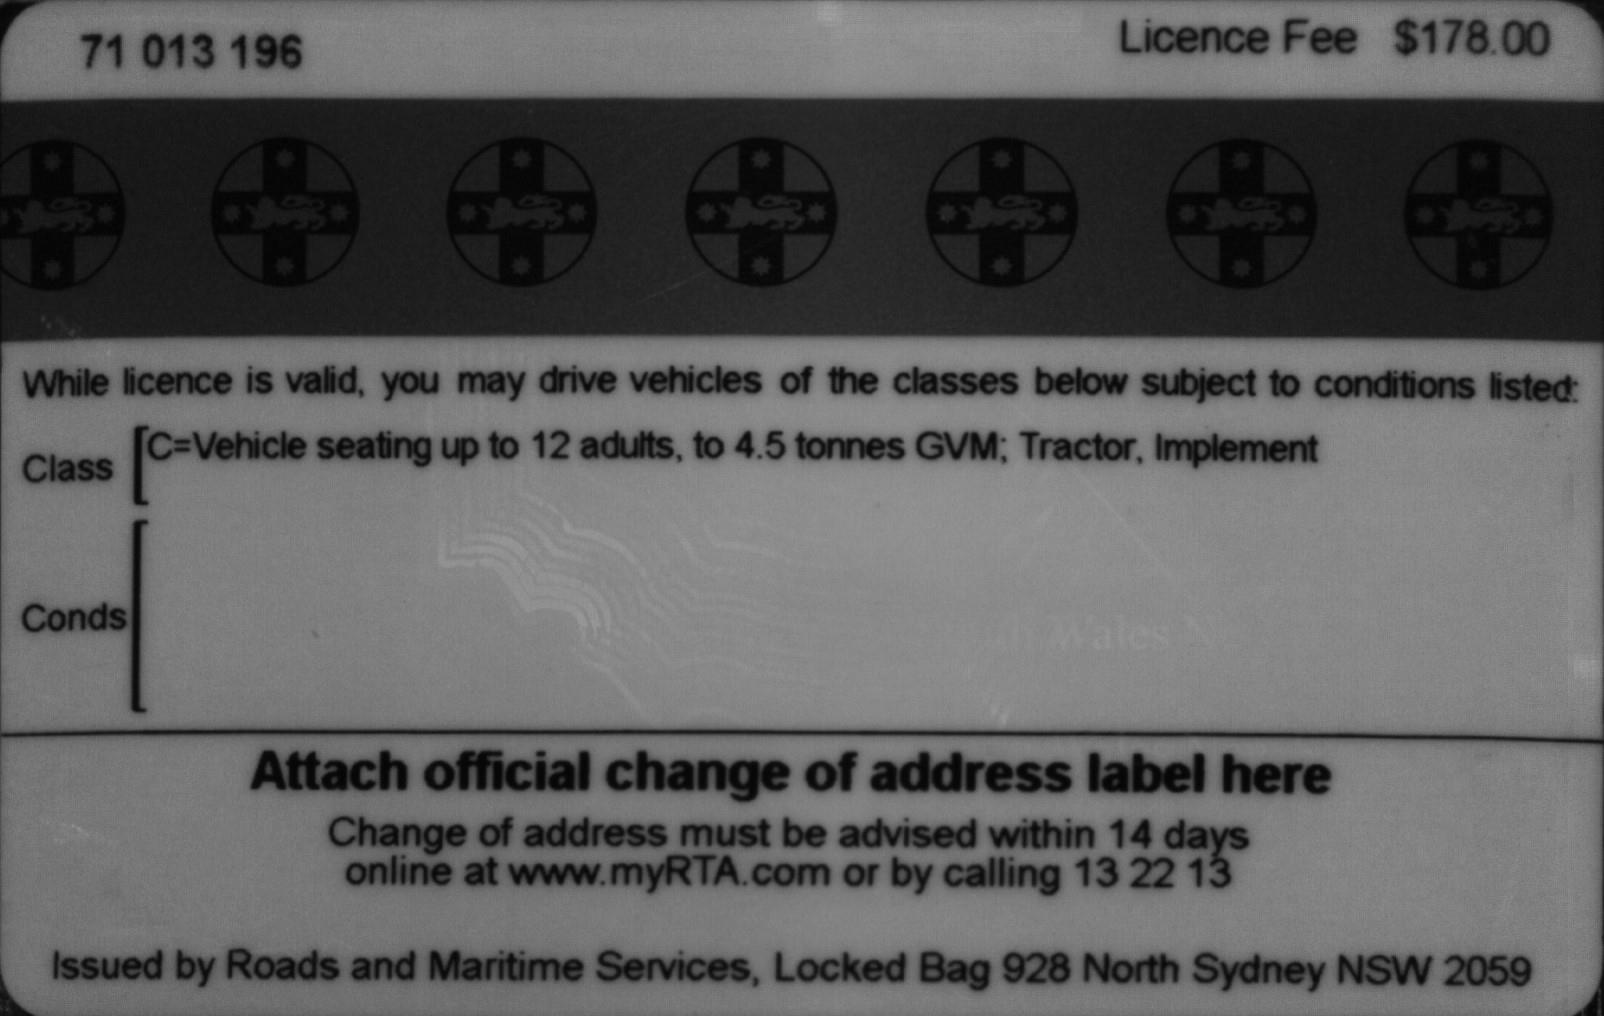 71 013 196
Licence Fee $178.00
While licence is valid, you may drive vehicles of the classes below subject to conditions listed:
Class [C=Vehicle seating up to 12 adults, to 4.5 tonnes GVM; Tractor, Implement
Conds [
Wales
Attach official change of address label here
Change of address must be advised within 14 days
online at www.myRTA.com or by calling 13 22 13
Issued by Roads and Maritime Services, Locked Bag 928 North Sydney NSW 2059